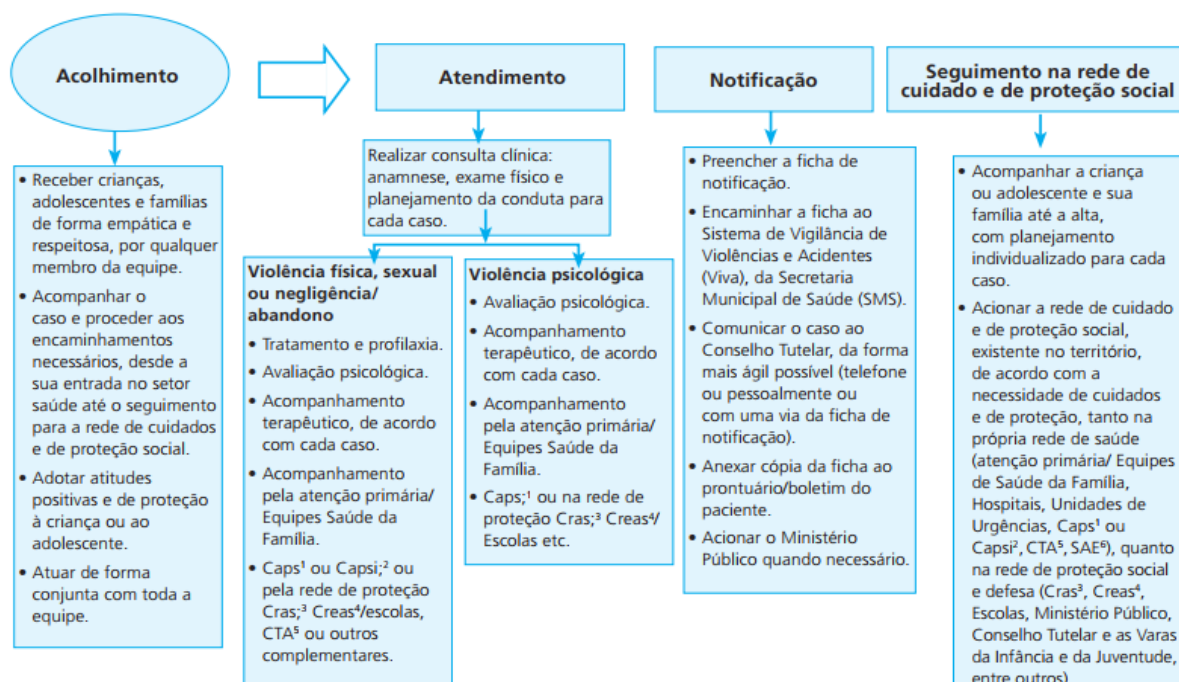 Acolhimento
• Receber crianças,
adolescentes e famílias
de forma empática e
respeitosa, por qualquer
membro da equipe.
• Acompanhar o
caso e proceder aos
encaminhamentos
necessários, desde a
sua entrada no setor
saúde até o seguimento
para a rede de cuidados
e de proteção social.
• Adotar atitudes
positivas e de proteção
à criança ou ao
adolescente.
• Atuar de forma
conjunta com toda a
equipe.
Atendimento
Realizar consulta clínica:
anamnese, exame físico e
planejamento da conduta para
cada caso.
Violência física, sexual
ou negligência/
abandono
• Tratamento e profilaxia.
• Avaliação psicológica.
• Acompanhamento
terapêutico, de acordo
com cada caso.
• Acompanhamento
pela atenção primária/
Equipes Saúde da
Família.
• Caps¹ ou Capsi;² ou
pela rede de proteção
Cras;³ Creas⁴/escolas,
CTA⁵ ou outros
complementares.
Violência psicológica
• Avaliação psicológica.
• Acompanhamento
terapêutico, de acordo
com cada caso.
• Acompanhamento
pela atenção primária/
Equipes Saúde da
Família.
• Caps;¹ ou na rede de
proteção Cras;³ Creas⁴/
Escolas etc.
Notificação
• Preencher a ficha de
notificação.
• Encaminhar a ficha ao
Sistema de Vigilância de
Violências e Acidentes
(Viva), da Secretaria
Municipal de Saúde (SMS).
• Comunicar o caso ao
Conselho Tutelar, da forma
mais ágil possível (telefone
ou pessoalmente ou
com uma via da ficha de
notificação).
• Anexar cópia da ficha ao
prontuário/boletim do
paciente.
• Acionar o Ministério
Público quando necessário.
Seguimento na rede de
cuidado e de proteção social
• Acompanhar a criança
ou adolescente e sua
família até a alta,
com planejamento
individualizado para cada
caso.
• Acionar a rede de cuidado
e de proteção social,
existente no território,
de acordo com a
necessidade de cuidados
e de proteção, tanto na
própria rede de saúde
(atenção primária/ Equipes
de Saúde da Família,
Hospitais, Unidades de
Urgências, Caps¹ ou
Capsi², CTA⁵, SAE⁶), quanto
na rede de proteção social
e defesa (Cras³, Creas⁴,
Escolas, Ministério Público,
Conselho Tutelar e as Varas
da Infância e da Juventude,
entre outros)